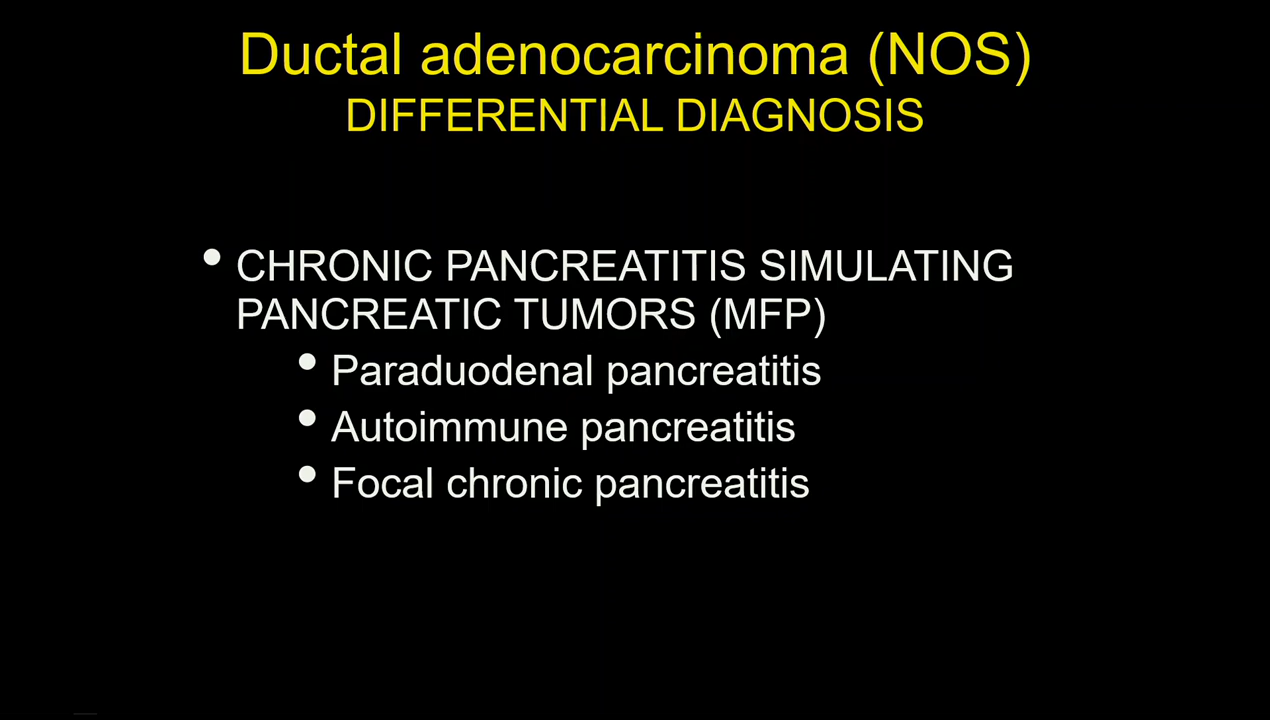 Ductal adenocarcinoma (NOS)
DIFFERENTIAL DIAGNOSIS
• CHRONIC PANCREATITIS SIMULATING
PANCREATIC TUMORS (MFP)
• Paraduodenal pancreatitis
• Autoimmune pancreatitis
• Focal chronic pancreatitis